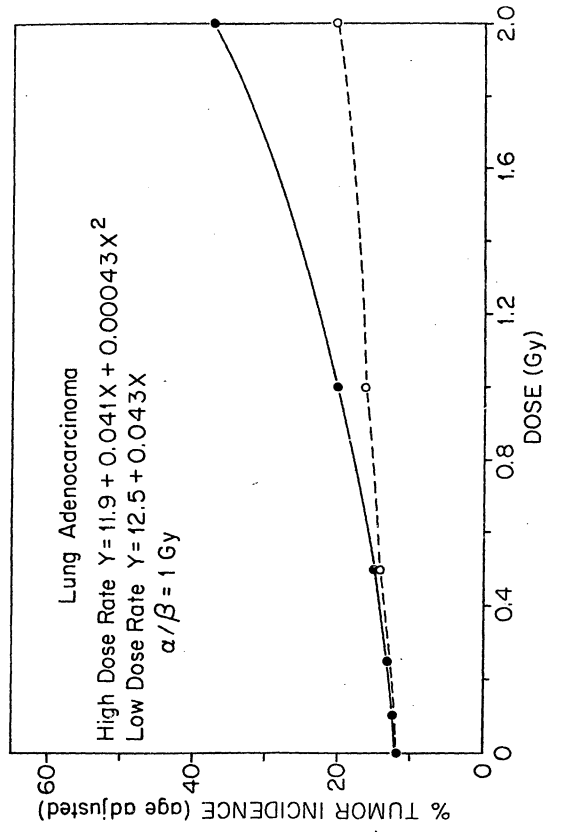 Lung Adenocarcinoma
High Dose Rate Y = 11.9 + 0.041X + 0.00043X²
Low Dose Rate Y = 12.5 + 0.043X
α/β = 1 Gy
% TUMOR INCIDENCE (age adjusted)
60
40
20
0
0 0.4 0.8 1.2 1.6 2.0
DOSE (Gy)